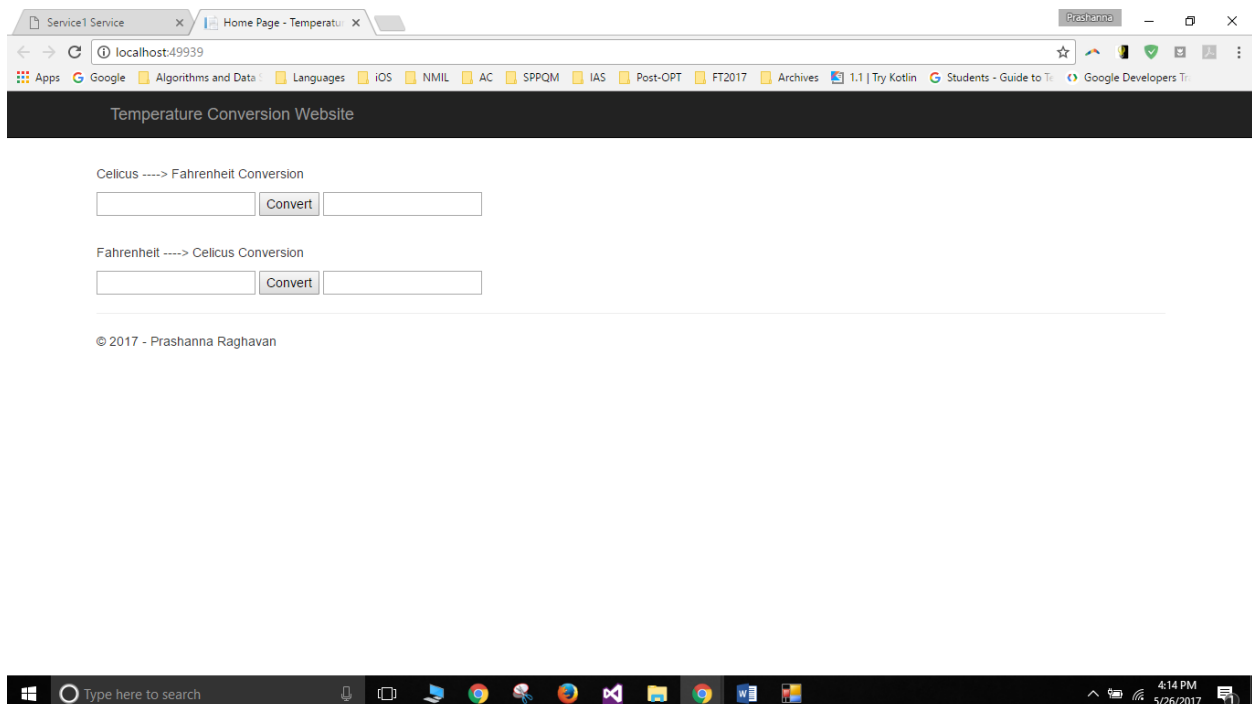 Service1 Service Home Page - Temperatu Prashanna
localhost:49939
Apps Google Algorithms and Data Languages iOS NMIL AC SPPQM IAS Post-OPT FT2017 Archives 1.1 | Try Kotlin Students - Guide to Te Google Developers Tr
Temperature Conversion Website
Celicus ----> Fahrenheit Conversion
Convert
Fahrenheit ----> Celicus Conversion
Convert
© 2017 - Prashanna Raghavan
Type here to search 4:14 PM
5/26/2017